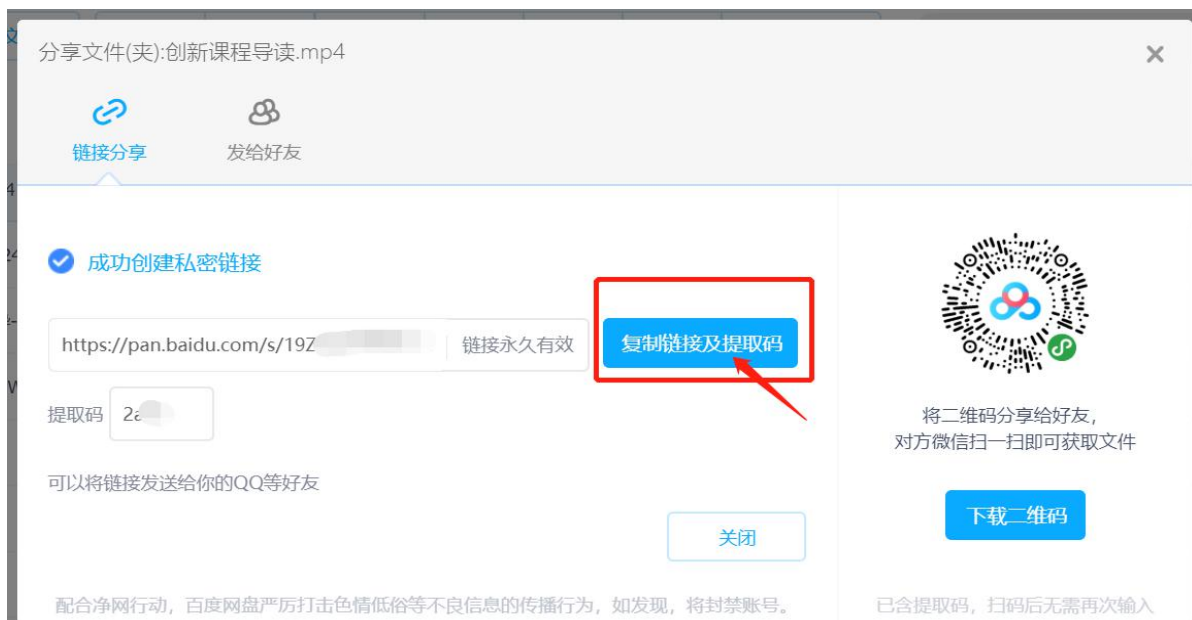 分享文件(夹):创新课程导读.mp4
链接分享
发给好友
成功创建私密链接
https://pan.baidu.com/s/19Z
链接永久有效
复制链接及提取码
提取码
可以将链接发送给你的QQ等好友
关闭
配合净网行动，百度网盘严厉打击色情低俗等不良信息的传播行为，如发现，将封禁账号。
将二维码分享给好友，
对方微信扫一扫即可获取文件
下载二维码
已含提取码，扫码后无需再次输入